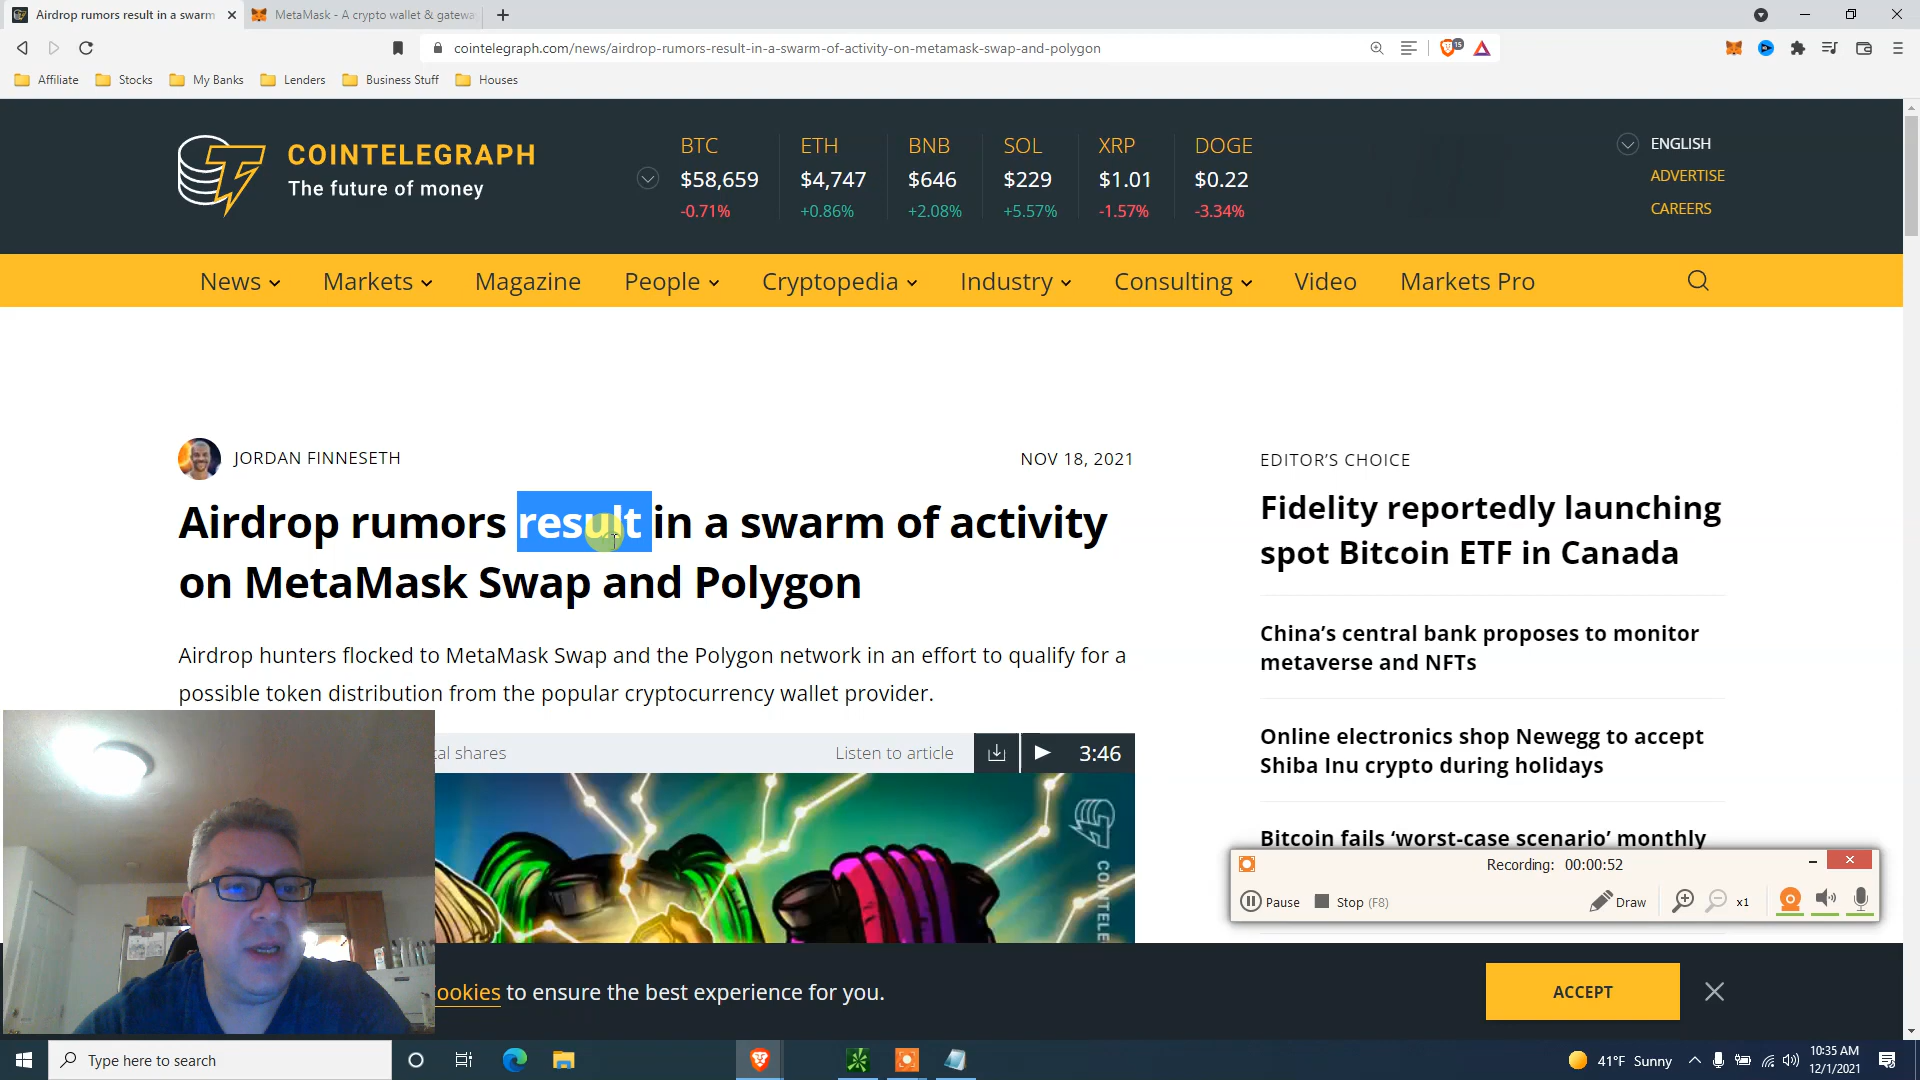 Airdrop rumors result in a swarm
MetaMask - A crypto wallet & gatewa
cointelegraph.com/news/airdrop-rumors-result-in-a-swarm-of-activity-on-metamask-swap-and-polygon
15
Affiliate
Stocks
My Banks
Lenders
Business Stuff
Houses
COINTELEGRAPH
The future of money
BTC
$58,659
-0.71%
ETH
$4,747
+0.86%
BNB
$646
+2.08%
SOL
$229
+5.57%
XRP
$1.01
-1.57%
DOGE
$0.22
-3.34%
ENGLISH
ADVERTISE
CAREERS
News
Markets
Magazine
People
Cryptopedia
Industry
Consulting
Video
Markets Pro
JORDAN FINNESETH
NOV 18, 2021
Airdrop rumors result in a swarm of activity
on MetaMask Swap and Polygon
Airdrop hunters flocked to MetaMask Swap and the Polygon network in an effort to qualify for a
possible token distribution from the popular cryptocurrency wallet provider.
al shares
Listen to article
3:46
COINTELE
EDITOR'S CHOICE
Fidelity reportedly launching
spot Bitcoin ETF in Canada
China's central bank proposes to monitor
metaverse and NFTs
Online electronics shop Newegg to accept
Shiba Inu crypto during holidays
Bitcoin fails ‘worst-case scenario’ monthly
Recording: 00:00:52
Pause
Stop (F8)
Draw
x1
ookies to ensure the best experience for you.
ACCEPT
Type here to search
41°F Sunny
10:35 AM
12/1/2021